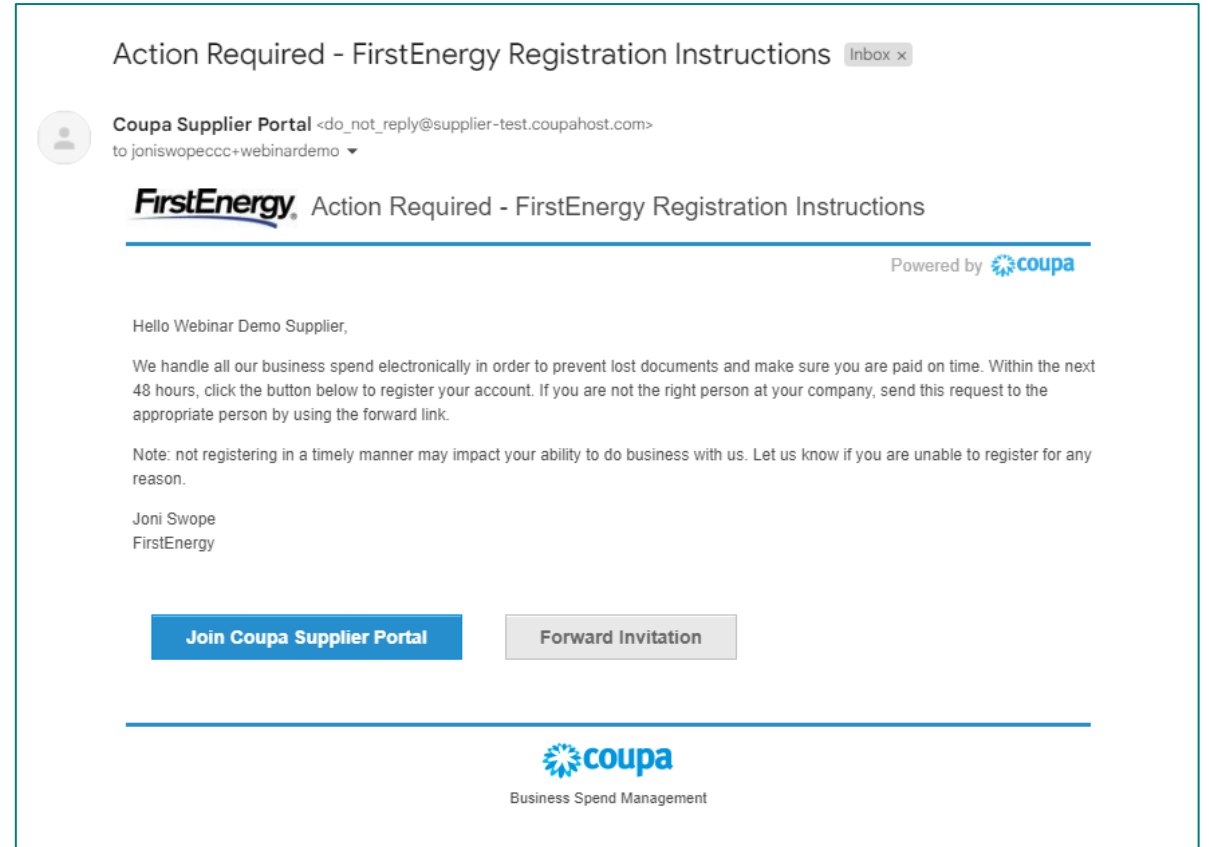 Action Required - FirstEnergy Registration Instructions Inbox ×
Coupa Supplier Portal <do_not_reply@supplier-test.coupahost.com>
to joniswopeccc+webinardemo
FirstEnergy® Action Required - FirstEnergy Registration Instructions
Powered by coupa
Hello Webinar Demo Supplier,
We handle all our business spend electronically in order to prevent lost documents and make sure you are paid on time. Within the next
48 hours, click the button below to register your account. If you are not the right person at your company, send this request to the
appropriate person by using the forward link.
Note: not registering in a timely manner may impact your ability to do business with us. Let us know if you are unable to register for any
reason.
Joni Swope
FirstEnergy
Join Coupa Supplier Portal Forward Invitation
coupa
Business Spend Management